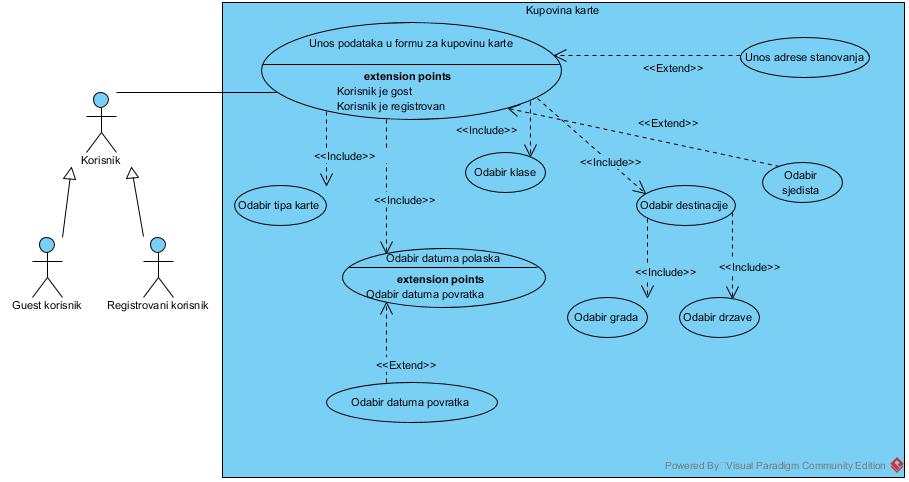 Kupovina karte
Unos podataka u formu za kupovinu karte
extension points
Korisnik je gost
Korisnik je registrovan
Unos adrese stanovanja
<<Extend>>
<<Extend>>
<<Include>>
<<Include>>
<<Include>>
<<Include>>
Korisnik
Odabir klase
Odabir
sjedista
Odabir tipa karte
Odabir destinacije
Guest korisnik
Registrovani korisnik
Odabir datuma polaska
extension points
Odabir datuma povratka
<<Include>>
<<Include>>
Odabir grada
Odabir drzave
<<Extend>>
Odabir datuma povratka
Powered By Visual Paradigm Community Edition